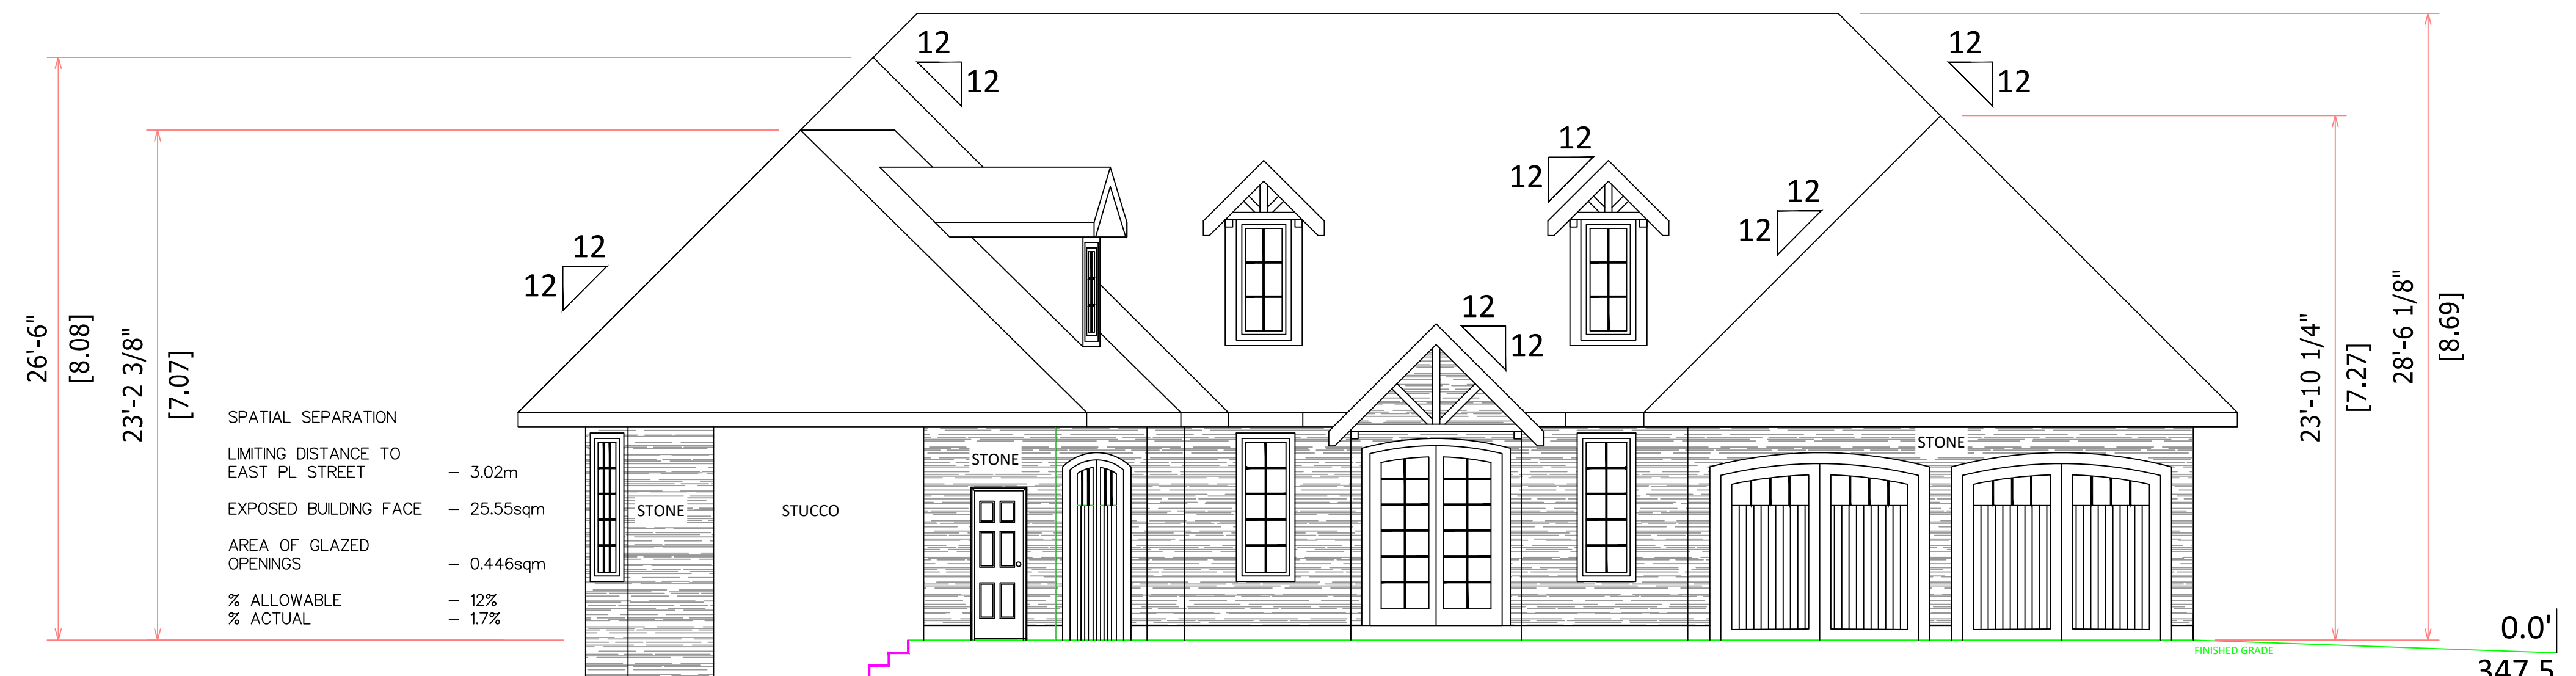 12
12
12
12
12
12
12
12
12
12
12
12
26'-6"
[8.08]
23'-2 3/8"
[7.07]
SPATIAL SEPARATION
LIMITING DISTANCE TO
EAST PL STREET - 3.02m
EXPOSED BUILDING FACE - 25.55sqm
AREA OF GLAZED
OPENINGS - 0.446sqm
% ALLOWABLE - 12%
% ACTUAL - 1.7%
STONE
STUCCO
STONE
STONE
23'-10 1/4"
[7.27]
28'-6 1/8"
[8.69]
FINISHED GRADE
0.0'
347.5